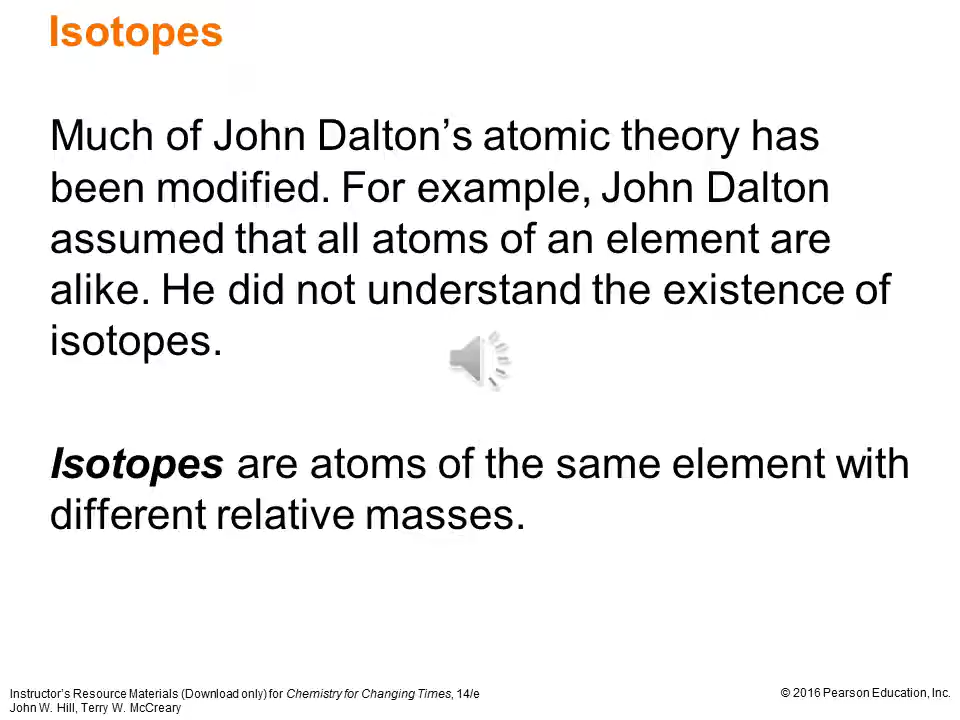 Isotopes
Much of John Dalton’s atomic theory has
been modified. For example, John Dalton
assumed that all atoms of an element are
alike. He did not understand the existence of
isotopes.
Isotopes are atoms of the same element with
different relative masses.
Instructor’s Resource Materials (Download only) for Chemistry for Changing Times, 14/e
John W. Hill, Terry W. McCreary
© 2016 Pearson Education, Inc.